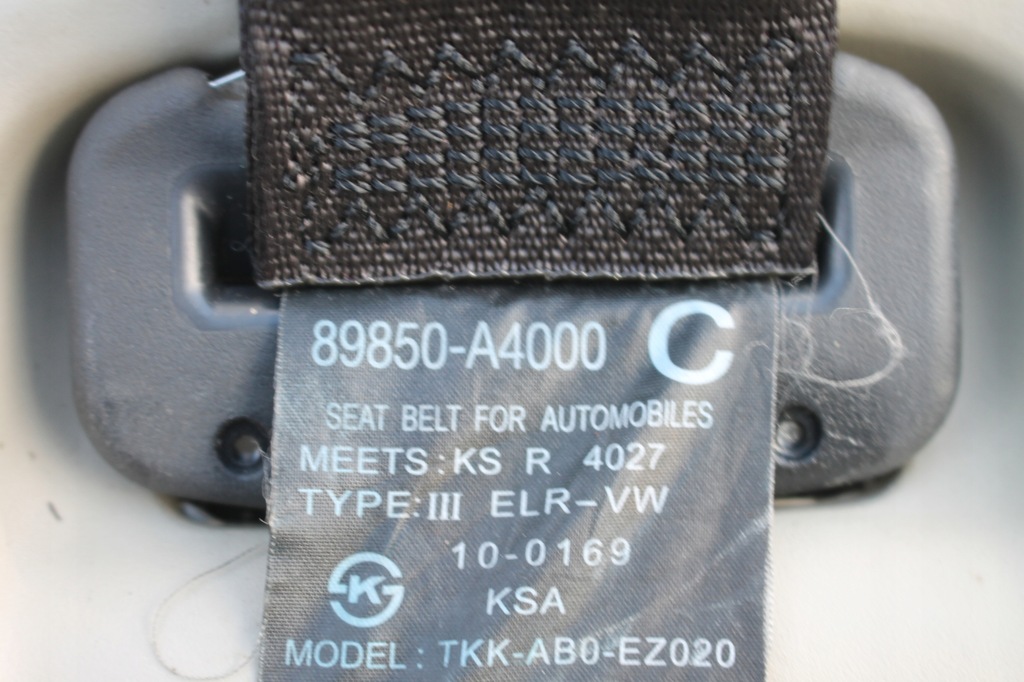 89850-A4000 C
SEAT BELT FOR AUTOMOBILES
MEETS: KS R 4027
TYPE: III ELR-VW
10-0169
K
KSA
MODEL: TKK-AB0-EZ020